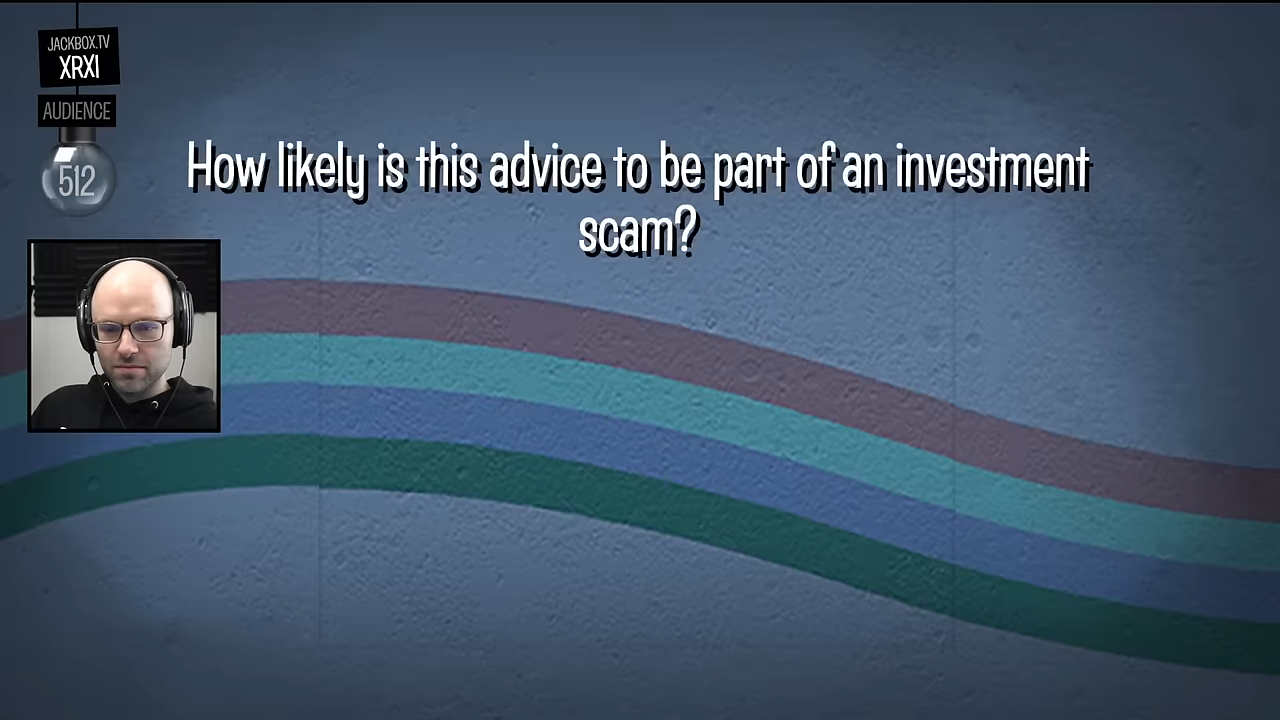 JACKBOX.TV
XRXI
AUDIENCE
512
How likely is this advice to be part of an investment
scam?